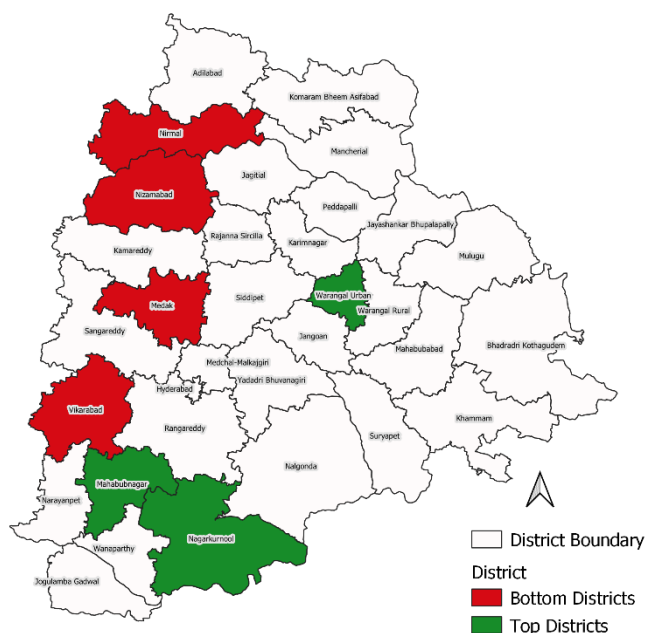 Adilabad
Komaram Bheem Asifabad
Nirmal
Mancherial
Jagitial
Nizamabad
Peddapalli
Jayashankar Bhupalapally
Kamareddy
Rajanna Sircilla
Karimnagar
Mulugu
Medak
Siddipet
Warangal Urban
Warangal Rural
Sangareddy
Jangoan
Mahabubabad
Bhadradri Kothagudem
Medchai-Malkajgiri
Yadadri Bhuvanagiri
Hyderabad
Vikarabad
Rangareddy
Khammam
Suryapet
Nalgonda
Mahabubnagar
Narayanpet
Nagarkurnool
Wanaparthy
Jogulamba Gadwal
District Boundary
District
Bottom Districts
Top Districts